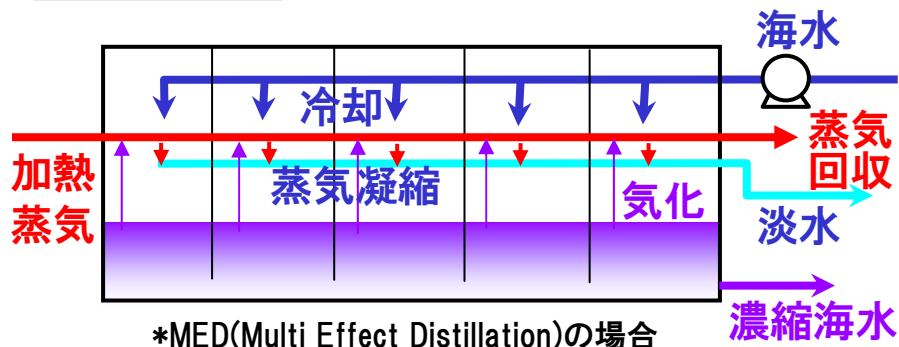 海水
冷却
蒸気
回収
加熱
蒸気
蒸気凝縮
気化
淡水
濃縮海水
*MED(Multi Effect Distillation)の場合